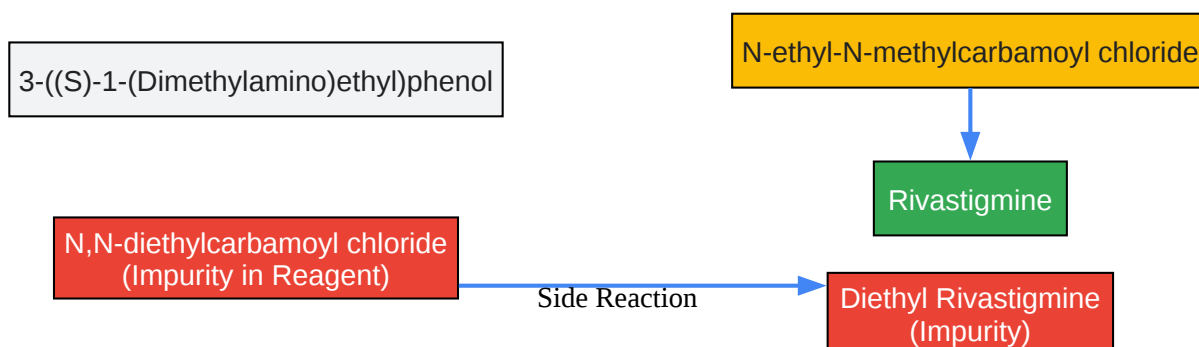 3-((S)-1-(Dimethylamino)ethyl)phenol
N-ethyl-N-methylcarbamoyl chloride
Rivastigmine
N,N-diethylcarbamoyl chloride
(Impurity in Reagent)
Side Reaction
Diethyl Rivastigmine
(Impurity)